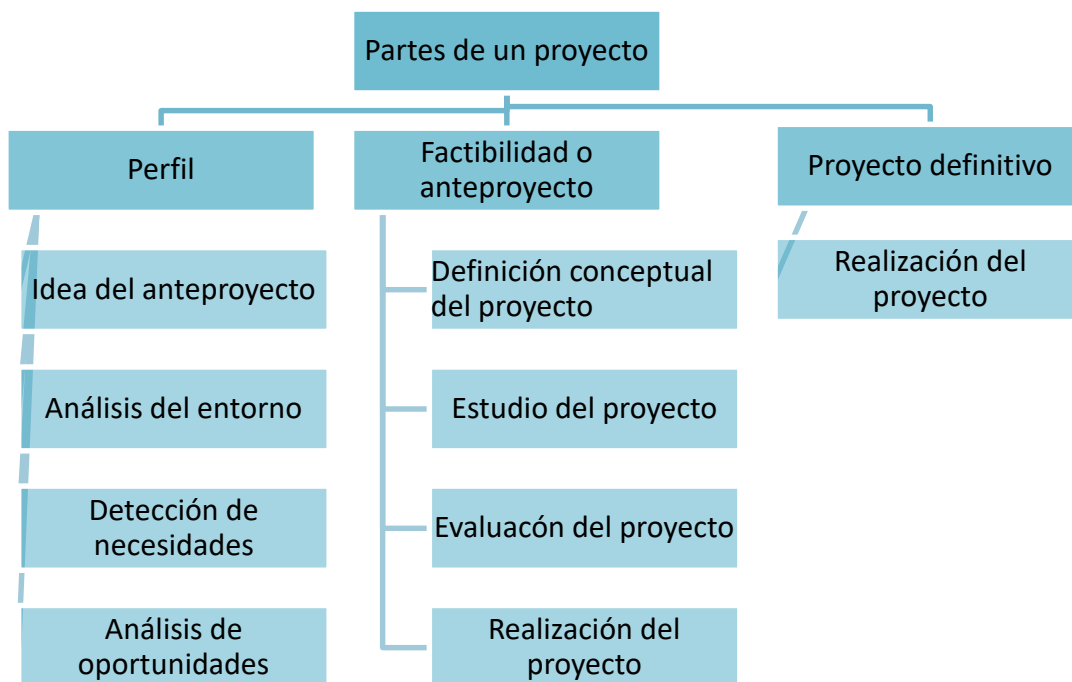 Partes de un proyecto
Perfil
Idea del anteproyecto
Análisis del entorno
Detección de
necesidades
Análisis de
oportunidades
Factibilidad o
anteproyecto
Definición conceptual
del proyecto
Estudio del proyecto
Evaluacón del proyecto
Realización del
proyecto
Proyecto definitivo
Realización del
proyecto